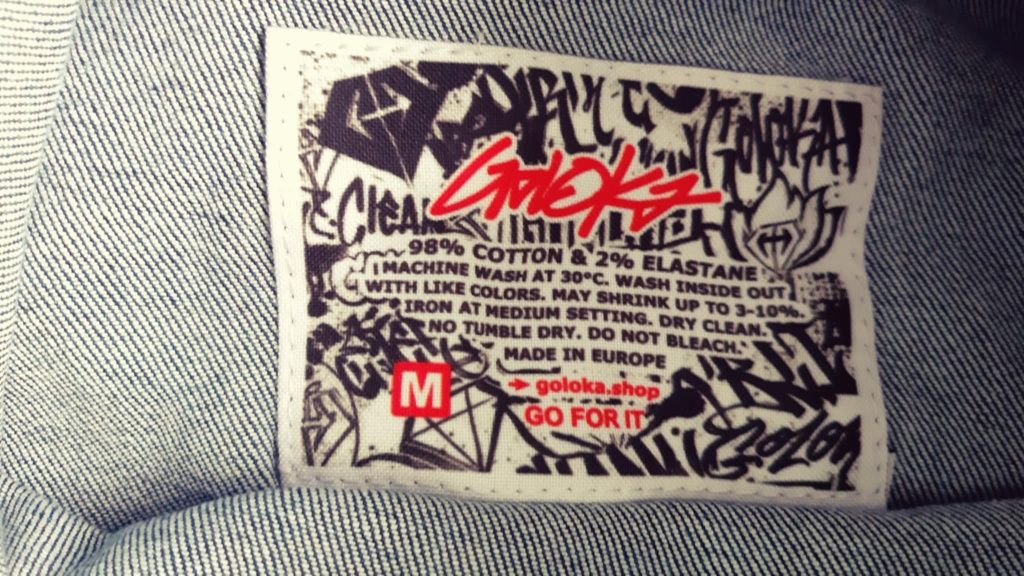 GOLOKA
Clean
GOLOKA
98% COTTON & 2% ELASTANE
MACHINE WASH AT 30°C. WASH INSIDE OUT
WITH LIKE COLORS. MAY SHRINK UP TO 3-10%.
IRON AT MEDIUM SETTING. DRY CLEAN.
NO TUMBLE DRY. DO NOT BLEACH.
MADE IN EUROPE
M
goloka.shop
GO FOR IT